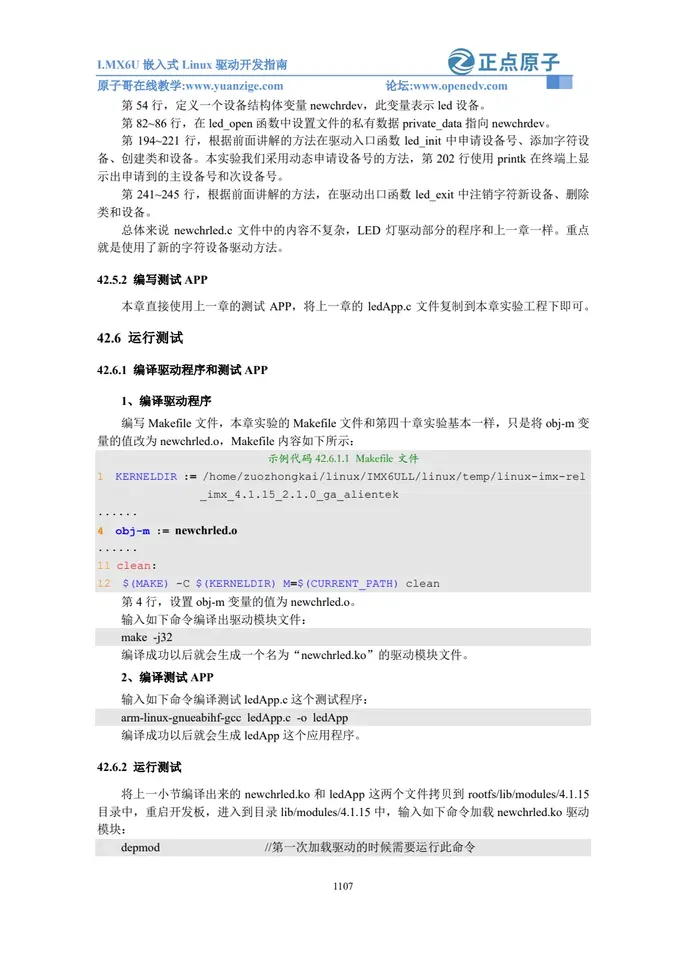 I.MX6U 嵌入式 Linux 驱动开发指南
正点原子
原子哥在线教学:www.yuanzige.com 论坛:www.openedv.com
第 54 行，定义一个设备结构体变量 newchrdev，此变量表示 led 设备。
第 82~86 行，在 led_open 函数中设置文件的私有数据 private_data 指向 newchrdev。
第 194~221 行，根据前面讲解的方法在驱动入口函数 led_init 中申请设备号、添加字符设
备、创建类和设备。本实验我们采用动态申请设备号的方法，第 202 行使用 printk 在终端上显
示出申请到的主设备号和次设备号。
第 241~245 行，根据前面讲解的方法，在驱动出口函数 led_exit 中注销字符新设备、删除
类和设备。
总体来说 newchrled.c 文件中的内容不复杂，LED 灯驱动部分的程序和上一章一样。重点
就是使用了新的字符设备驱动方法。
42.5.2 编写测试 APP
本章直接使用上一章的测试 APP，将上一章的 ledApp.c 文件复制到本章实验工程下即可。
42.6 运行测试
42.6.1 编译驱动程序和测试 APP
1、编译驱动程序
编写 Makefile 文件，本章实验的 Makefile 文件和第四十章实验基本一样，只是将 obj-m 变
量的值改为 newchrled.o，Makefile 内容如下所示：
示例代码 42.6.1.1 Makefile 文件
1 KERNELDIR := /home/zuozhongkai/linux/IMX6ULL/linux/temp/linux-imx-rel
_imx_4.1.15_2.1.0_ga_alientek
......
4 obj-m := newchrled.o
......
11 clean:
12 $(MAKE) -C $(KERNELDIR) M=$(CURRENT_PATH) clean
第 4 行，设置 obj-m 变量的值为 newchrled.o。
输入如下命令编译出驱动模块文件：
make -j32
编译成功以后就会生成一个名为“newchrled.ko”的驱动模块文件。
2、编译测试 APP
输入如下命令编译测试 ledApp.c 这个测试程序：
arm-linux-gnueabihf-gcc ledApp.c -o ledApp
编译成功以后就会生成 ledApp 这个应用程序。
42.6.2 运行测试
将上一小节编译出来的 newchrled.ko 和 ledApp 这两个文件拷贝到 rootfs/lib/modules/4.1.15
目录中，重启开发板，进入到目录 lib/modules/4.1.15 中，输入如下命令加载 newchrled.ko 驱动
模块：
depmod //第一次加载驱动的时候需要运行此命令
1107